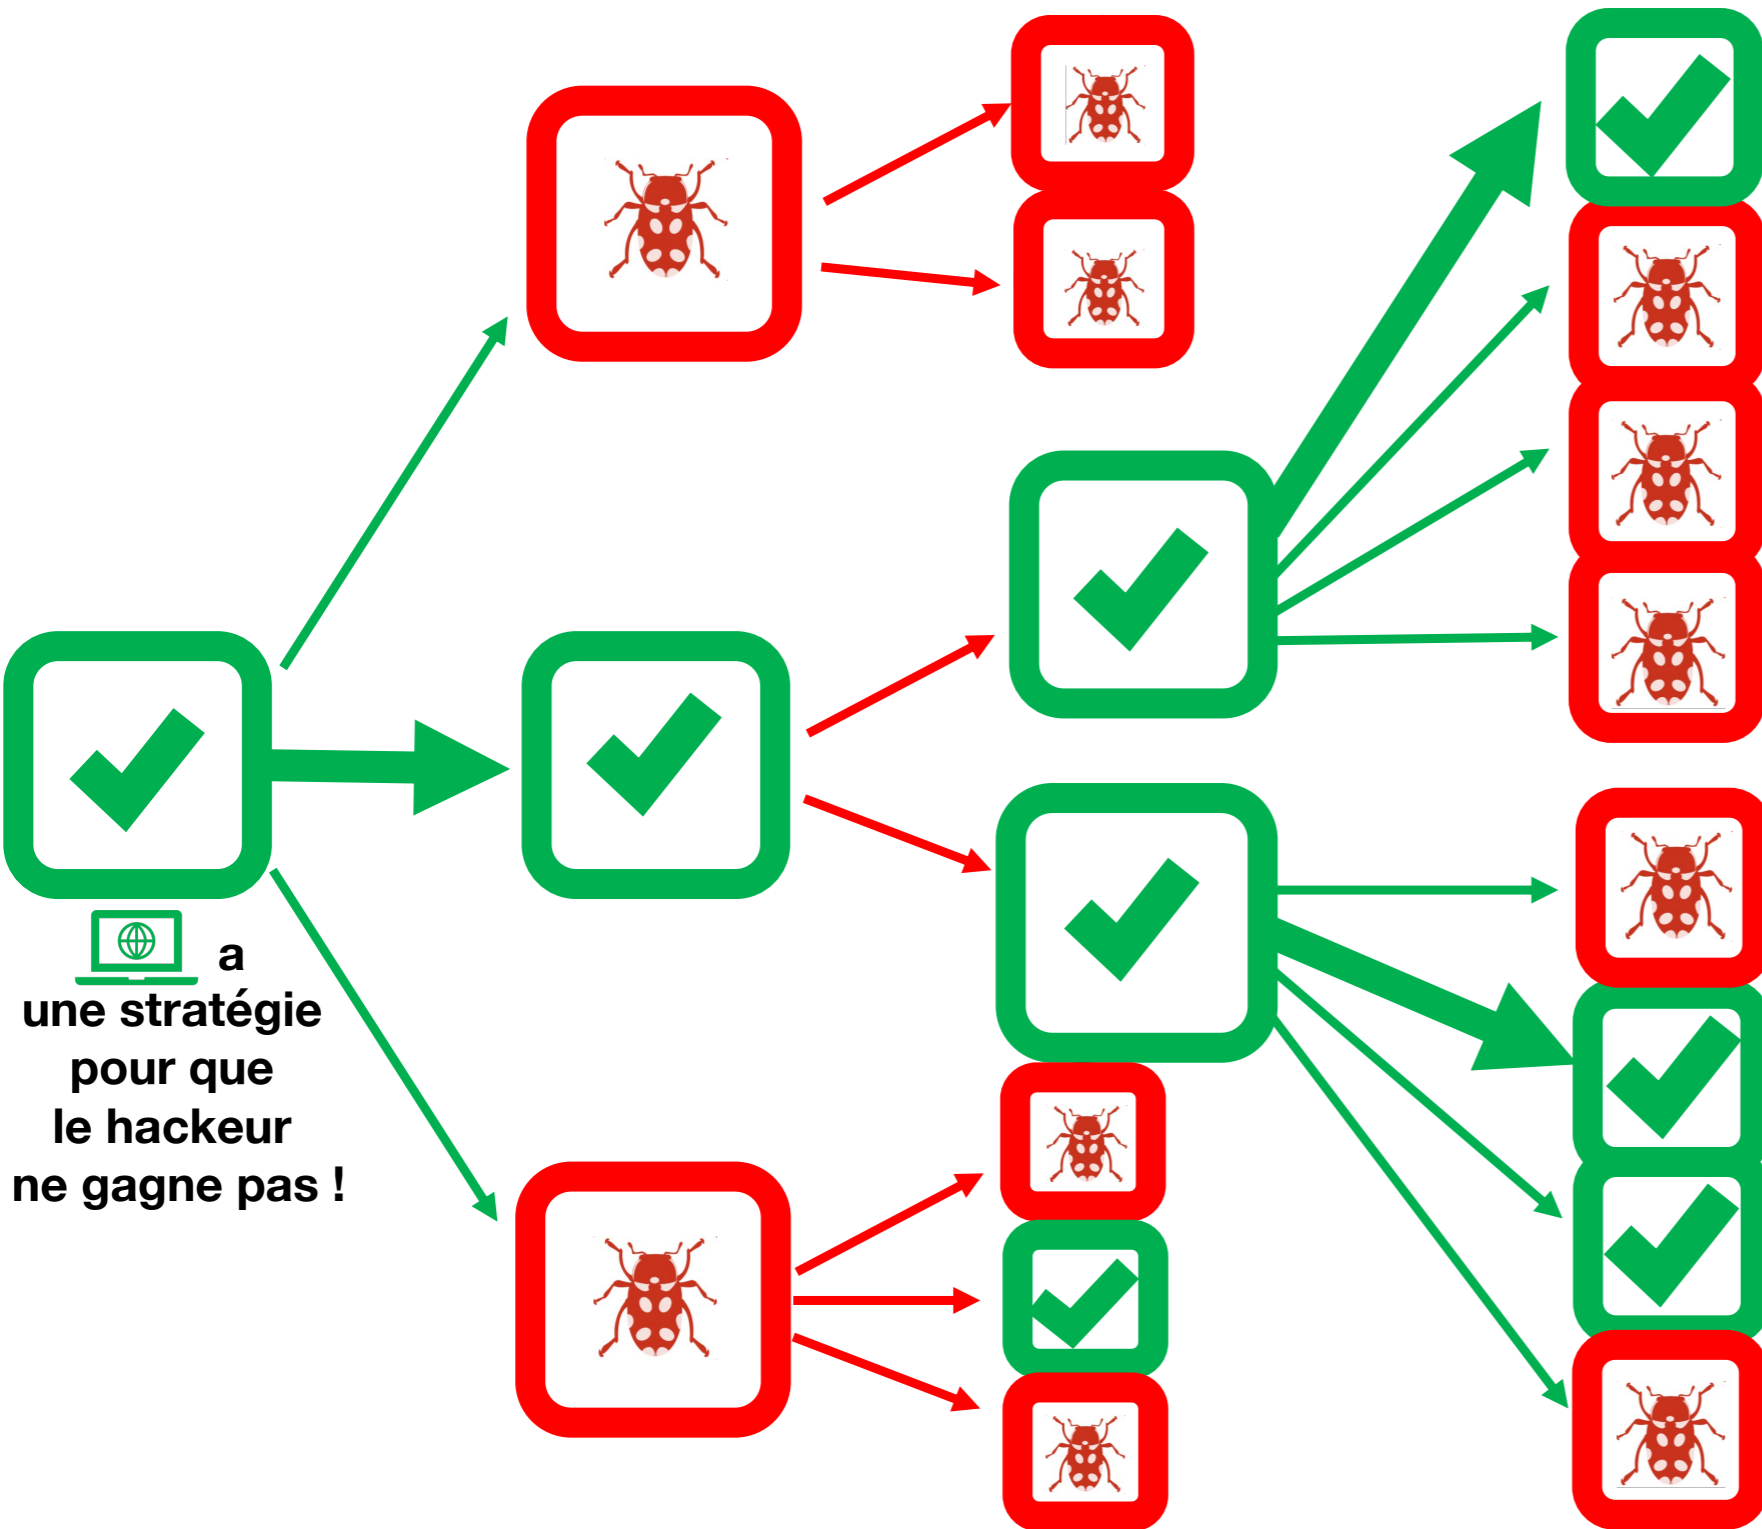 a
une stratégie
pour que
le hackeur
ne gagne pas !